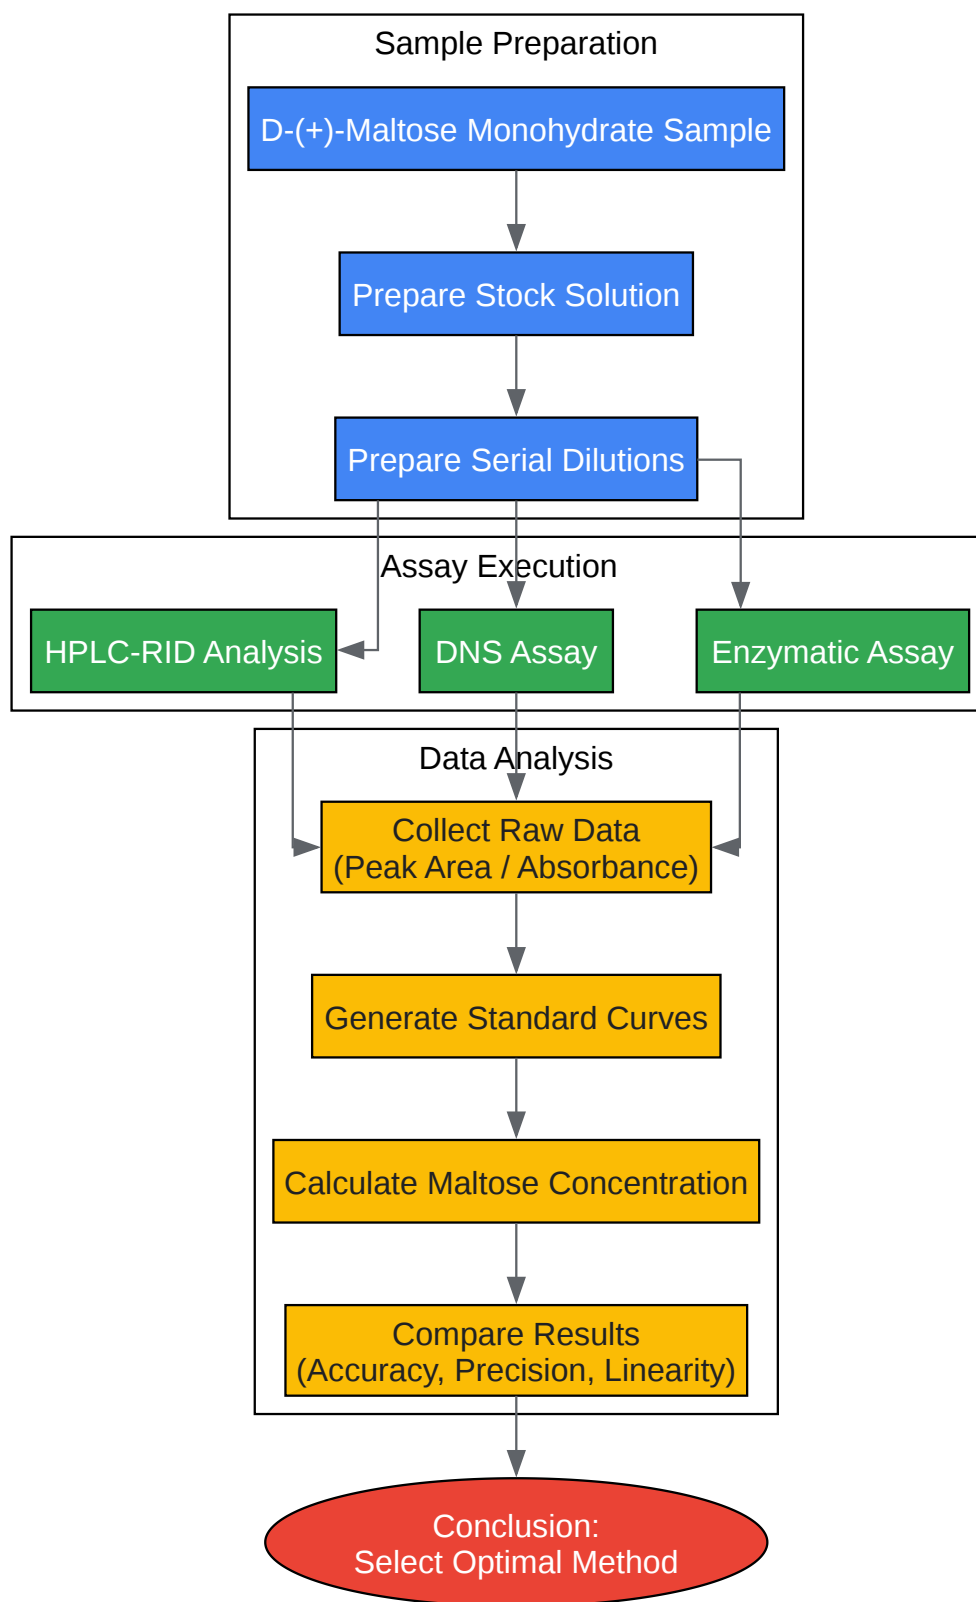 Sample Preparation
D-(+)-Maltose Monohydrate Sample
Prepare Stock Solution
Prepare Serial Dilutions
Assay Execution
HPLC-RID Analysis
DNS Assay
Enzymatic Assay
Data Analysis
Collect Raw Data
(Peak Area / Absorbance)
Generate Standard Curves
Calculate Maltose Concentration
Compare Results
(Accuracy, Precision, Linearity)
Conclusion:
Select Optimal Method